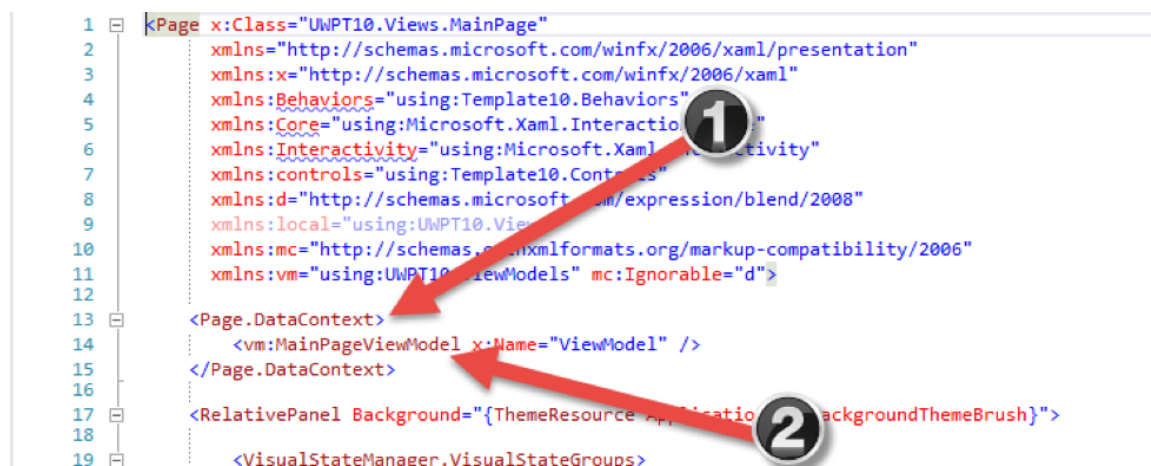 1 <Page x:Class="UWPT10.Views.MainPage"
2 xmlns="http://schemas.microsoft.com/winfx/2006/xaml/presentation"
3 xmlns:x="http://schemas.microsoft.com/winfx/2006/xaml"
4 xmlns:Behaviors="using:Template10.Behaviors"
5 xmlns:Core="using:Microsoft.Xaml.Interactio 1 "
6 xmlns:Interactivity="using:Microsoft.Xaml tivity"
7 xmlns:controls="using:Template10.Controls"
8 xmlns:d="http://schemas.microsoft.com/expression/blend/2008"
9 xmlns:local="using:UWPT10.View
10 xmlns:mc="http://schemas.openxmlformats.org/markup-compatibility/2006"
11 xmlns:vm="using:UWPT10.ViewModels" mc:Ignorable="d">
12
13 <Page.DataContext>
14 <vm:MainPageViewModel x:Name="ViewModel" />
15 </Page.DataContext>
16
17 <RelativePanel Background="{ThemeResource Applicatio 2 ackgroundThemeBrush}">
18
19 <VisualStateManager.VisualStateGroups>